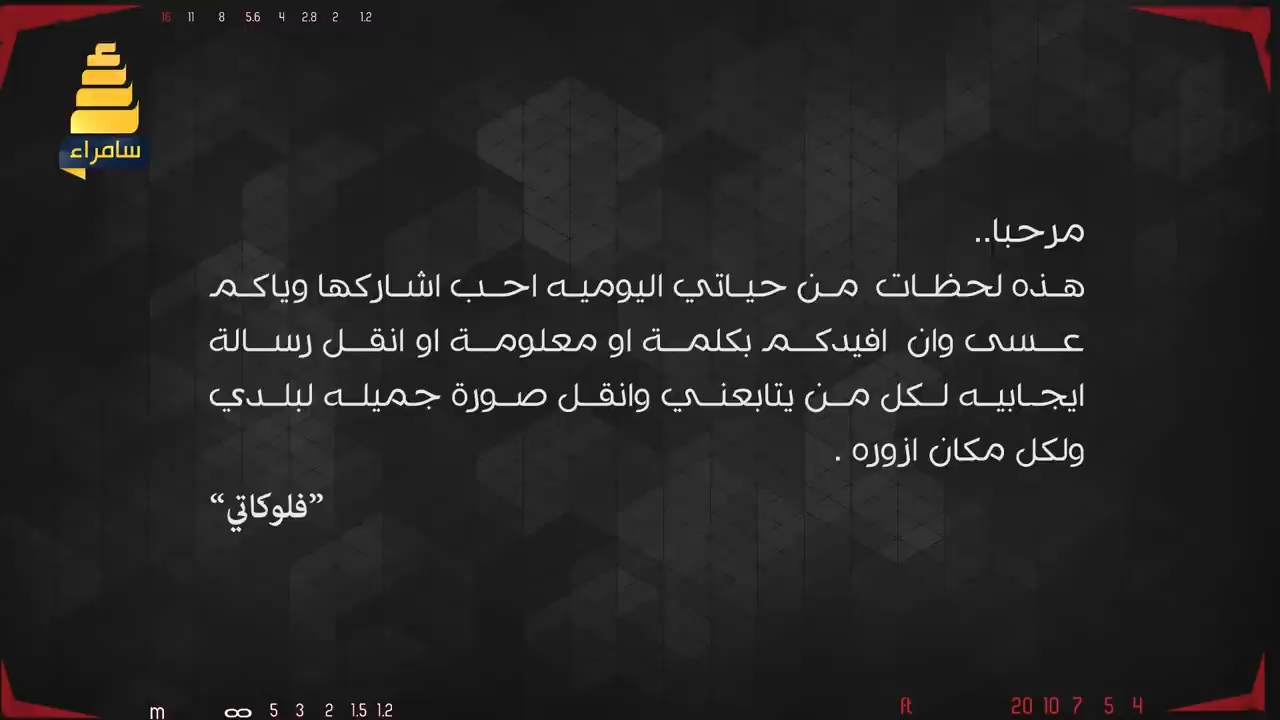 16 11 8 5.6 4 2.8 2 1.2
سامراء
مرحبا..
هذه لحظات من حياتي اليوميه احب اشاركها وياكم
عسى وان افيدكم بكلمة او معلومة او انقل رسالة
ايجابيه لكل من يتابعني وانقل صورة جميله لبلدي
ولكل مكان ازوره .
”فلوكاتي“
m ∞ 5 3 2 1.5 1.2
ft 20 10 7 5 4